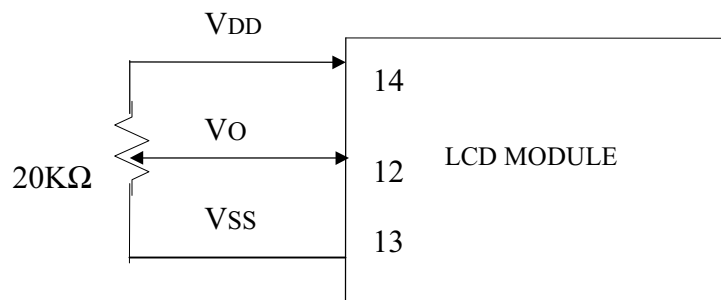 VDD
14
VO
LCD MODULE
20KΩ
12
VSS
13